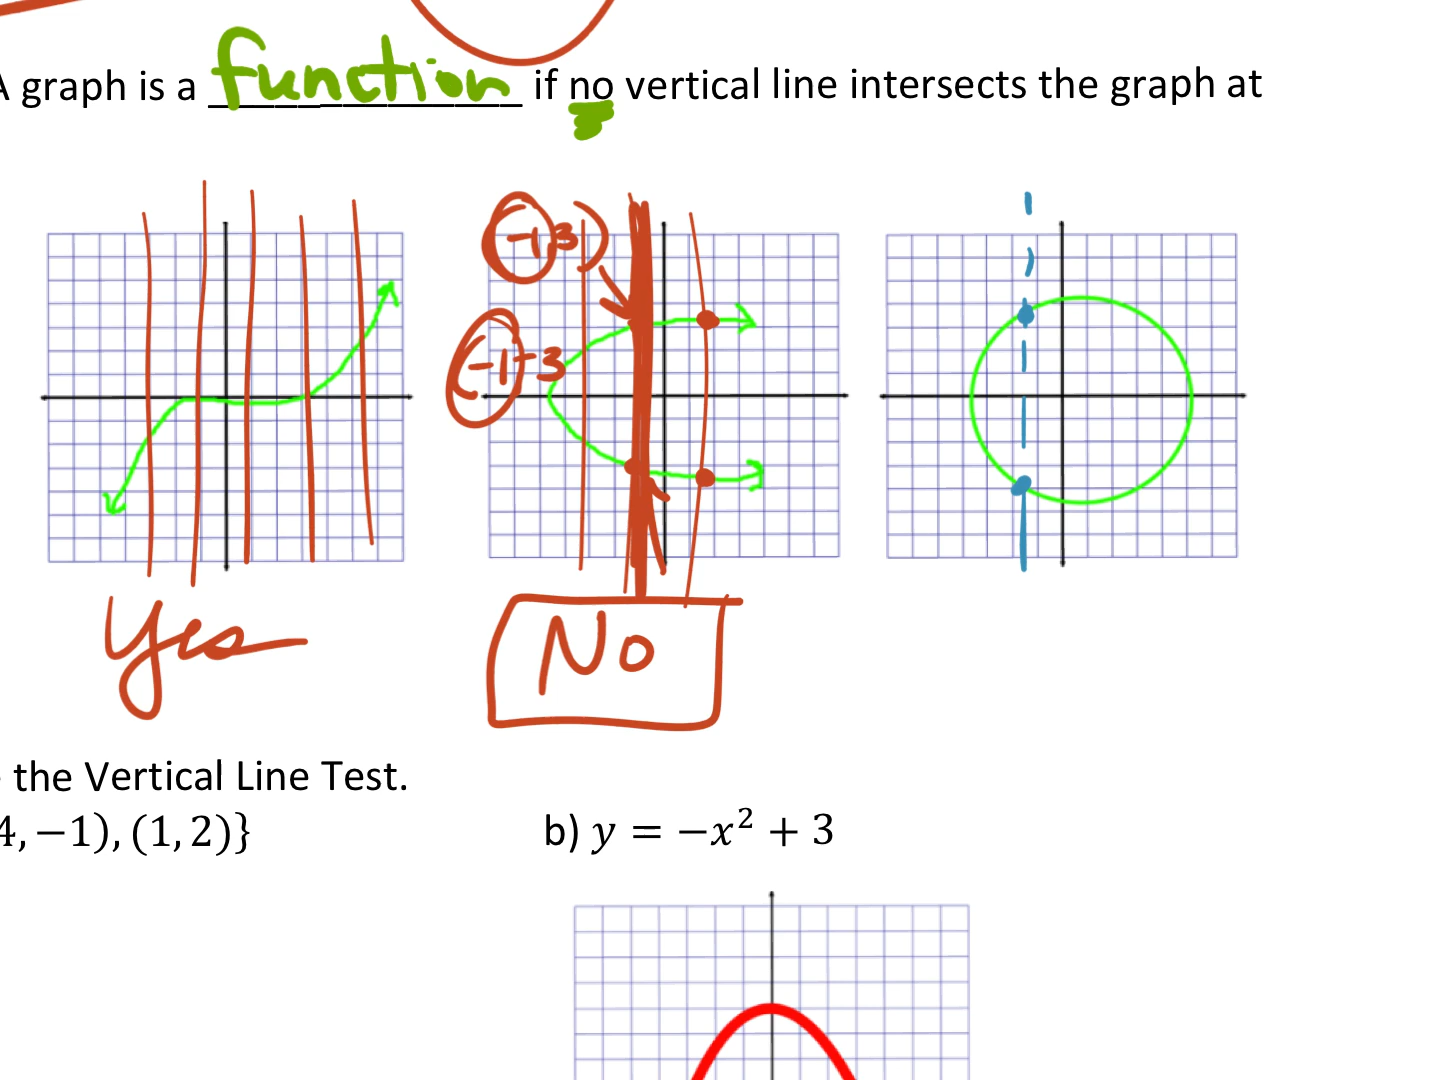 A graph is a function if no vertical line intersects the graph at
(-1,3)
(-1-3
Yes
No
the Vertical Line Test.
4, −1), (1, 2)}
b) y = −x² + 3